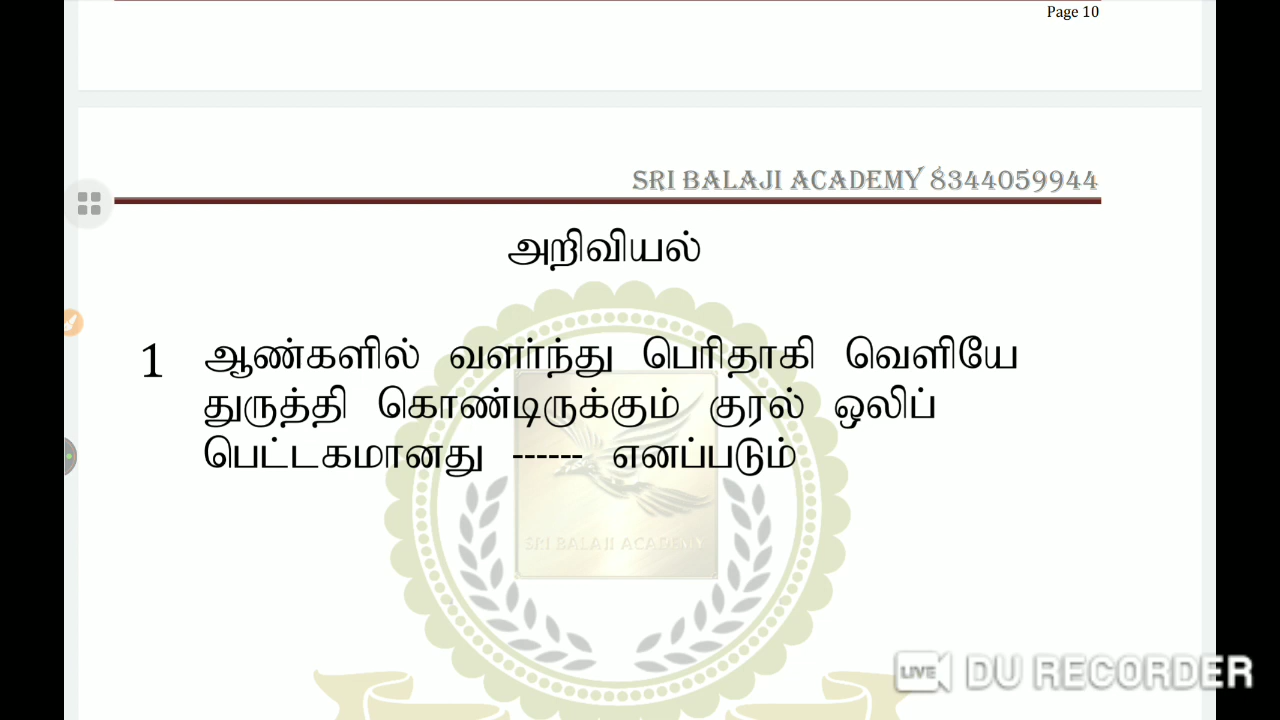 Page 10
SRI BALAJI ACADEMY 8344059944
அறிவியல்
1 ஆண்களில் வளர்ந்து பெரிதாகி வெளியே
துருத்தி கொண்டிருக்கும் குரல் ஒலிப்
பெட்டகமானது ------ எனப்படும்
SRI BALAJI ACADEMY
LIVE DU RECORDER